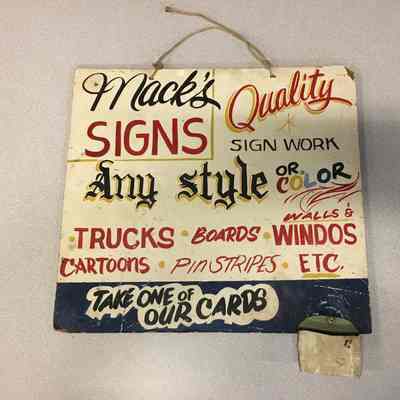 Mack's
Quality
SIGNS
SIGN WORK
Any style
OR COLOR
WALLS &
TRUCKS • BOARDS • WINDOS
CARTOONS • PINSTRIPES • ETC.
TAKE ONE OF
OUR CARDS